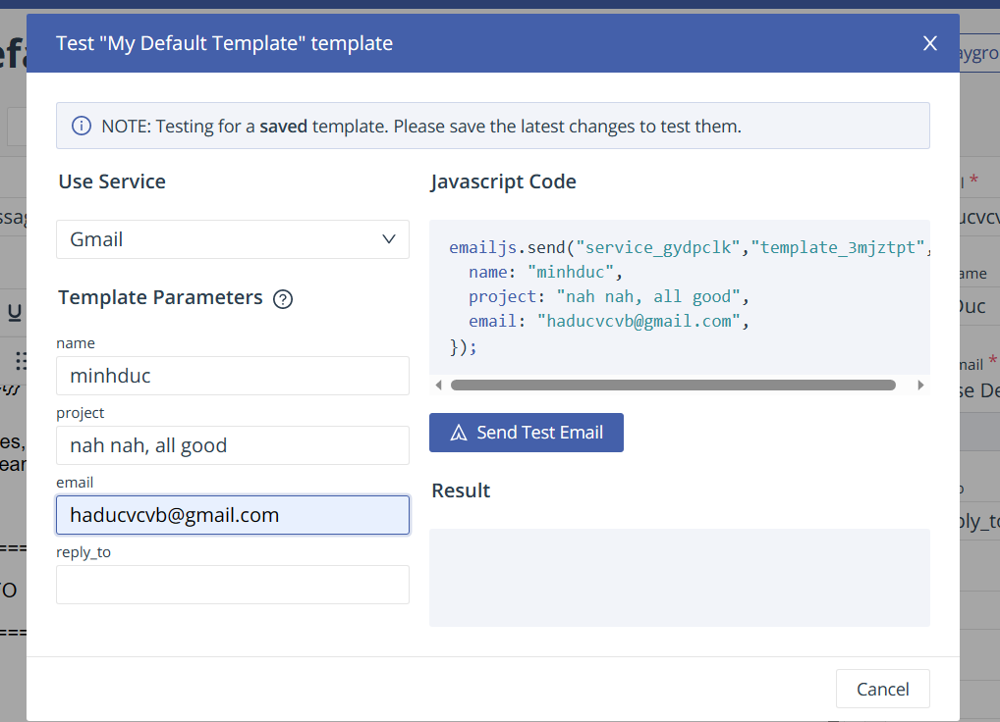 Test "My Default Template" template
NOTE: Testing for a saved template. Please save the latest changes to test them.
Use Service
Gmail
Template Parameters
name
minhduc
project
nah nah, all good
email
haducvcvb@gmail.com
reply_to
Javascript Code
emailjs.send("service_gydpclk","template_3mjztpt",
name: "minhduc",
project: "nah nah, all good",
email: "haducvcvb@gmail.com",
});
Send Test Email
Result
Cancel